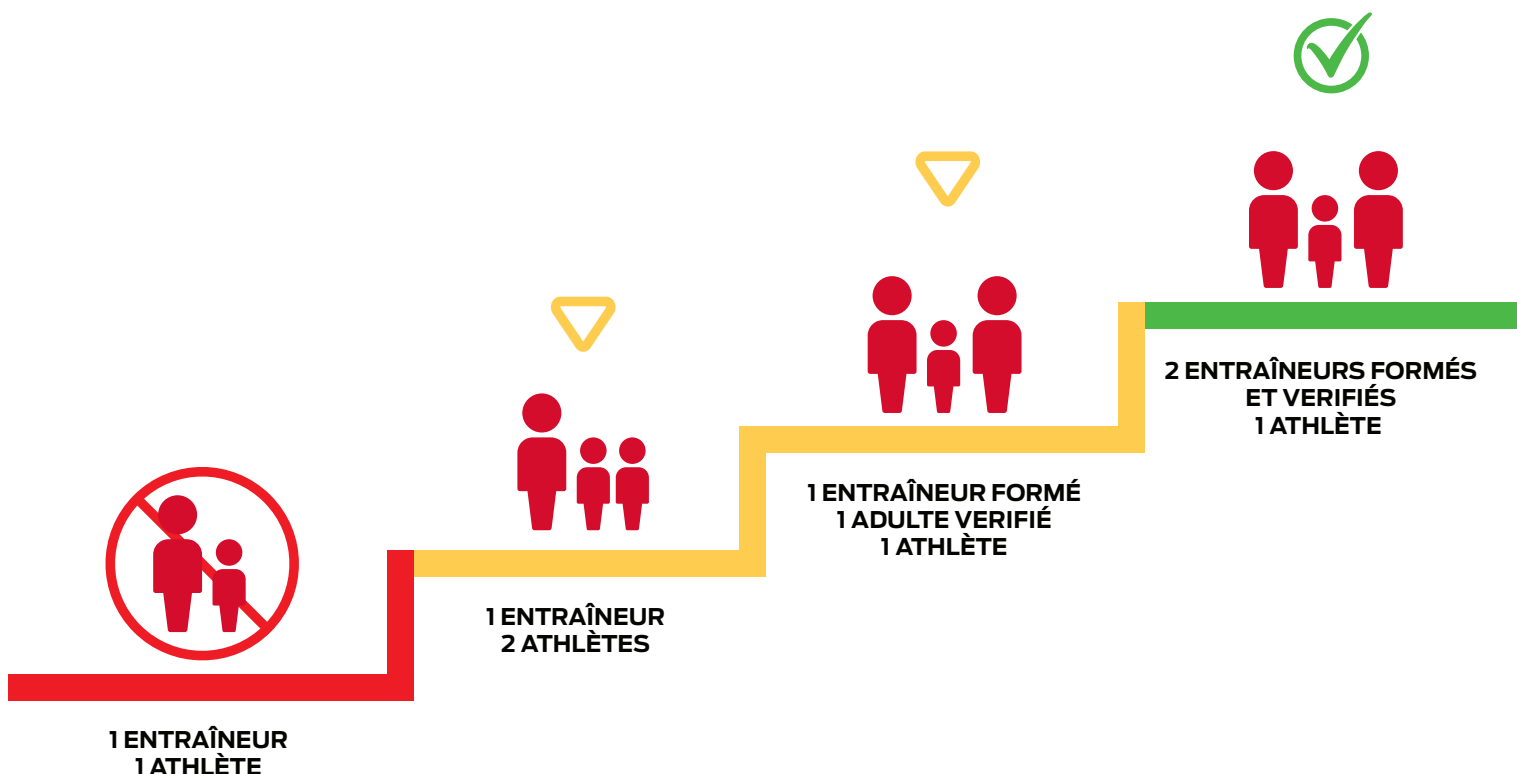 1 ENTRAÎNEUR
1 ATHLÈTE
1 ENTRAÎNEUR
2 ATHLÈTES
1 ENTRAÎNEUR FORMÉ
1 ADULTE VERIFIÉ
1 ATHLÈTE
2 ENTRAÎNEURS FORMÉS
ET VERIFIÉS
1 ATHLÈTE